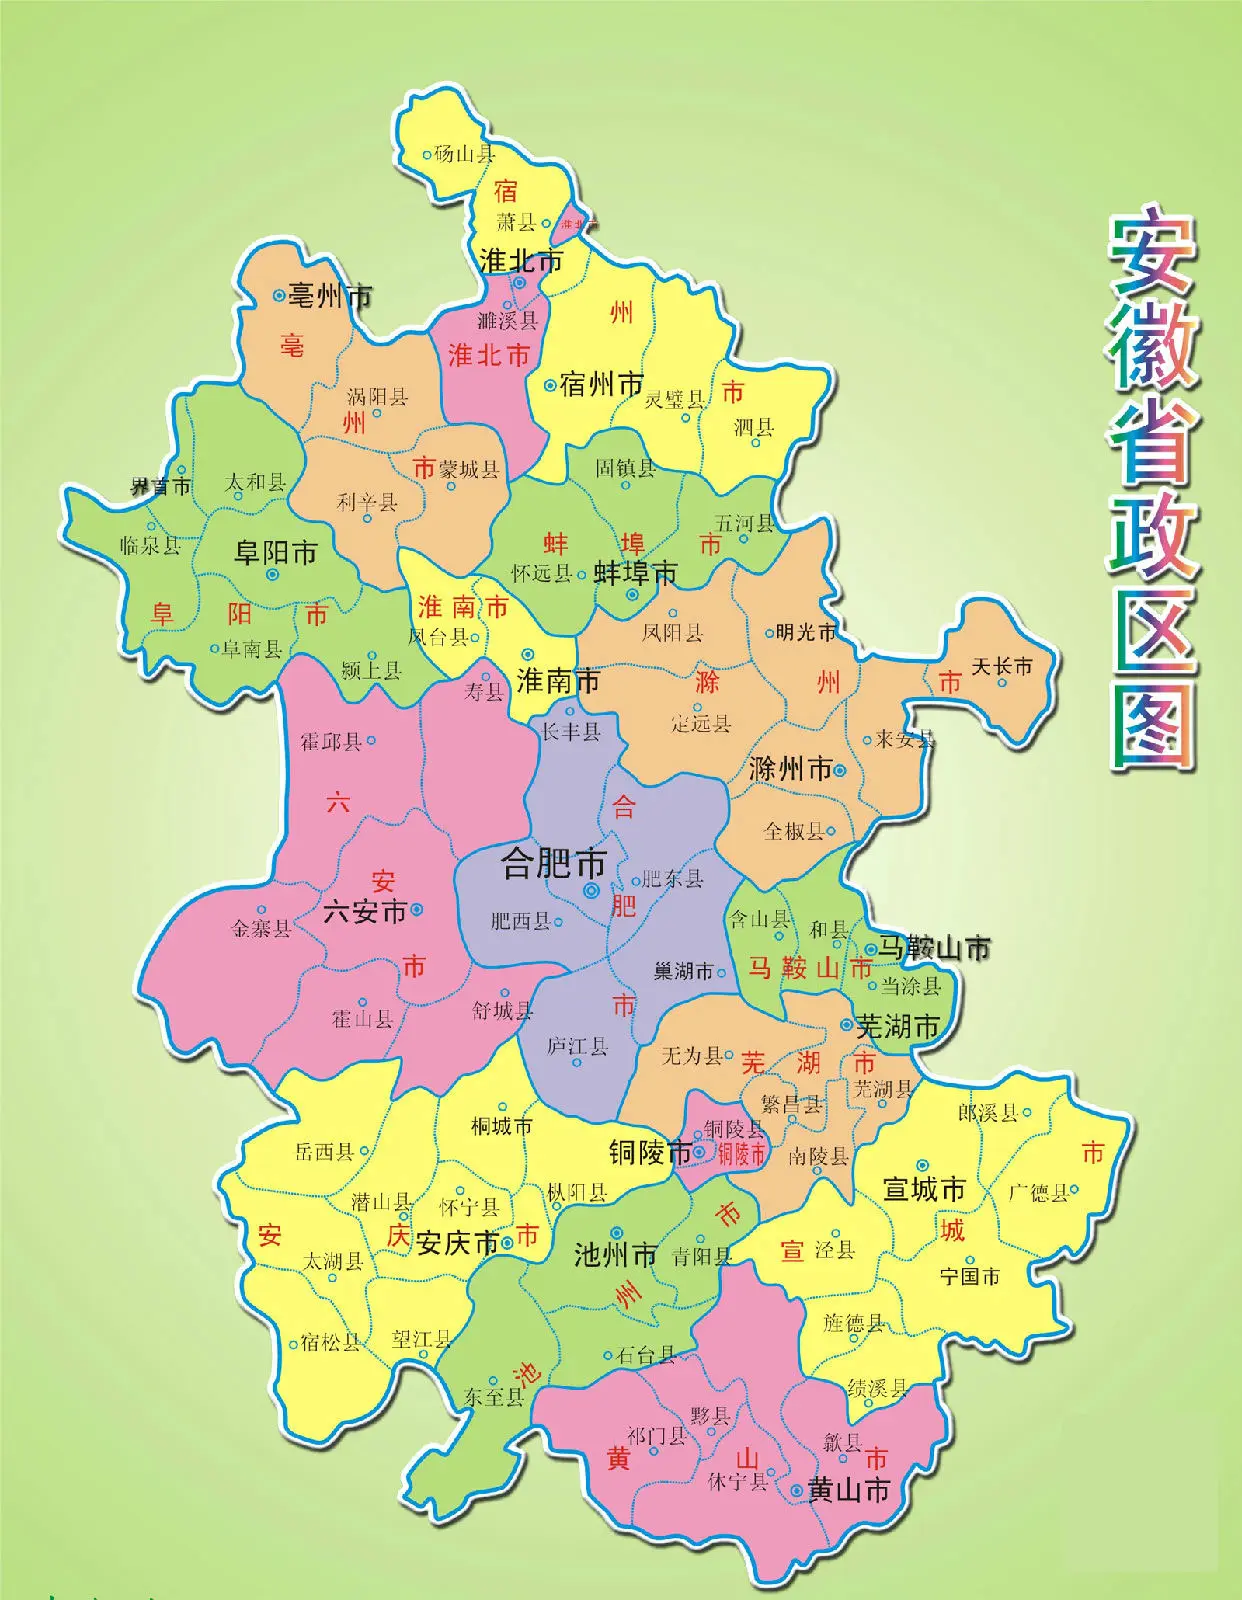 安徽省政区图
砀山县
宿
萧县
淮北市
淮北市
亳州市
濉溪县
州
亳
淮北市
宿州市
灵璧县
市
涡阳县
州
泗县
市
蒙城县
固镇县
界首市
太和县
利辛县
五河县
临泉县
阜阳市
蚌
埠
市
怀远县
蚌埠市
阜
阳
市
淮南市
凤台县
凤阳县
明光市
阜南县
颍上县
淮南市
寿县
滁
州
市
天长市
定远县
长丰县
霍邱县
来安县
滁州市
六
合
全椒县
合肥市
安
肥东县
六安市
肥
肥西县
含山县
和县
金寨县
马鞍山市
市
巢湖市
马鞍山市
当涂县
霍山县
舒城县
市
芜湖市
庐江县
无为县
芜
湖
市
芜湖县
繁昌县
郎溪县
桐城市
铜陵县
岳西县
铜陵市
铜陵市
南陵县
市
宣城市
广德县
潜山县
怀宁县
枞阳县
安
庆
安庆市
市
池州市
市
青阳县
宣
泾县
城
太湖县
宁国市
州
宿松县
望江县
旌德县
石台县
池
东至县
绩溪县
黟县
祁门县
歙县
黄
山
市
休宁县
黄山市